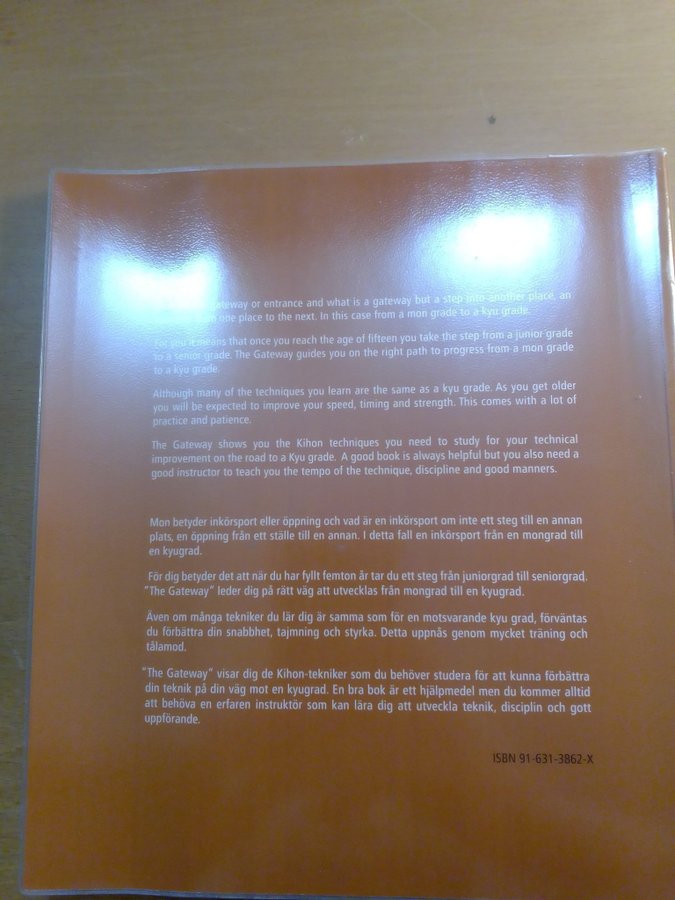 ateway or entrance and what is a gateway but a step into another place, an
one place to the next. In this case from a mon grade to a kyu grade.
For you it means that once you reach the age of fifteen you take the step from a junior grade
to a senior grade. The Gateway guides you on the right path to progress from a mon grade
to a kyu grade.
Although many of the techniques you learn are the same as a kyu grade. As you get older
you will be expected to improve your speed, timing and strength. This comes with a lot of
practice and patience.
The Gateway shows you the Kihon techniques you need to study for your technical
improvement on the road to a Kyu grade. A good book is always helpful but you also need a
good instructor to teach you the tempo of the technique, discipline and good manners.
Mon betyder inkörsport eller öppning och vad är en inkörsport om inte ett steg till en annan
plats, en öppning från ett ställe till en annan. I detta fall en inkörsport från en mongrad till
en kyugrad.
För dig betyder det att när du har fyllt femton år tar du ett steg från juniorgrad till seniorgrad.
"The Gateway" leder dig på rätt väg att utvecklas från mongrad till en kyugrad.
Även om många tekniker du lär dig är samma som för en motsvarande kyu grad, förväntas
du förbättra din snabbhet, tajmning och styrka. Detta uppnås genom mycket träning och
tålamod.
"The Gateway" visar dig de Kihon-tekniker som du behöver studera för att kunna förbättra
din teknik på din väg mot en kyugrad. En bra bok är ett hjälpmedel men du kommer alltid
att behöva en erfaren instruktör som kan lära dig att utveckla teknik, disciplin och gott
uppförande.
ISBN 91-631-3862-X